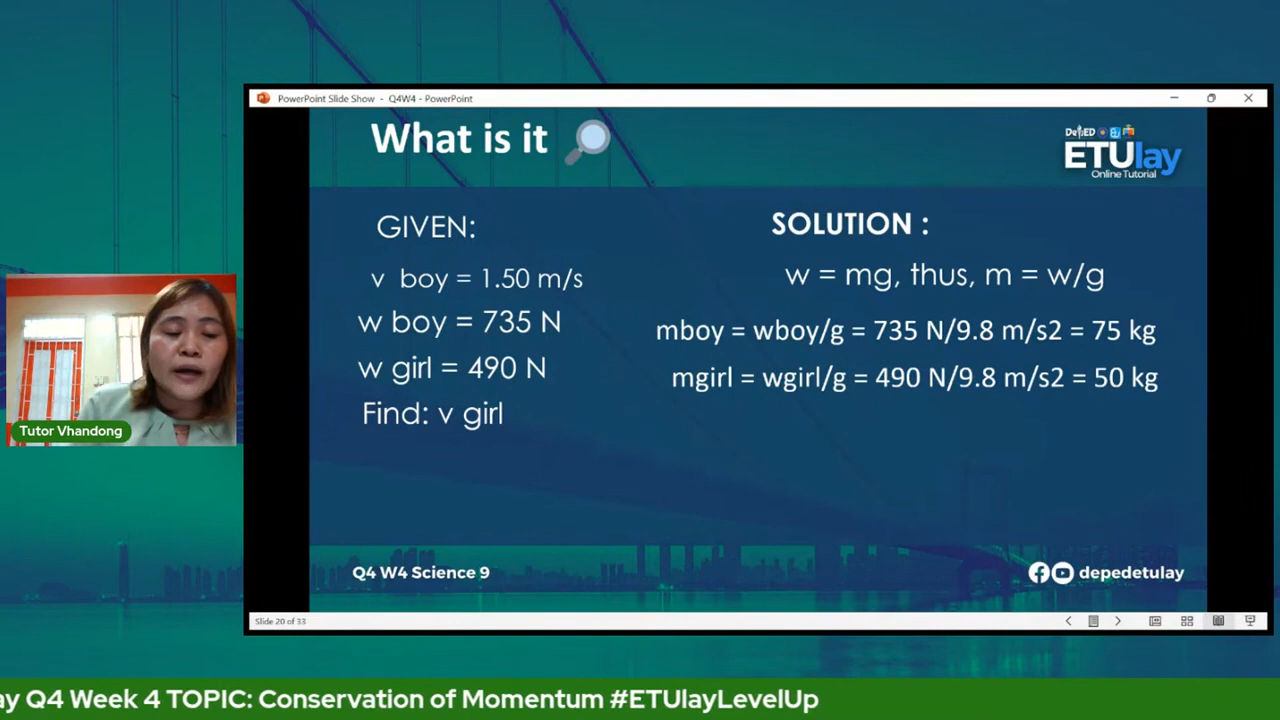 PowerPoint Slide Show - Q4W4 - PowerPoint
What is it
DepED
ETUlay
Online Tutorial
GIVEN:
v boy = 1.50 m/s
w boy = 735 N
w girl = 490 N
Find: v girl
SOLUTION :
w = mg, thus, m = w/g
mboy = wboy/g = 735 N/9.8 m/s2 = 75 kg
mgirl = wgirl/g = 490 N/9.8 m/s2 = 50 kg
Tutor Vhandong
Q4 W4 Science 9
depedetulay
Slide 20 of 33
ay Q4 Week 4 TOPIC: Conservation of Momentum #ETUlayLevelUp